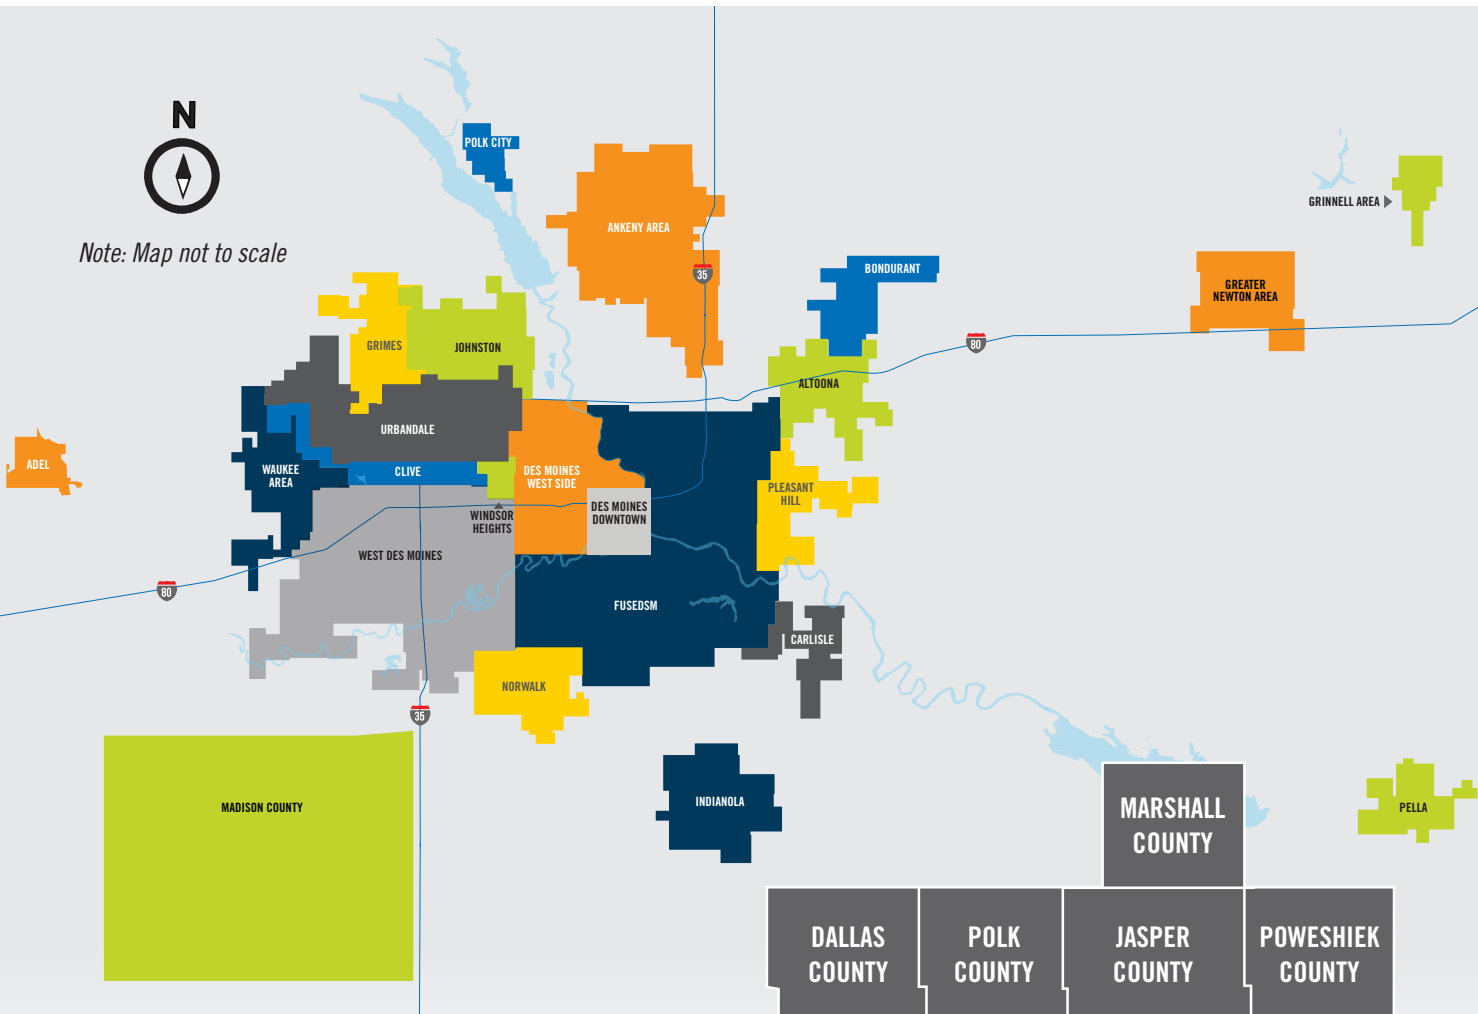 N
Note: Map not to scale
POLK CITY
ANKENY AREA
35
GRINNELL AREA
BONDURANT
GREATER
NEWTON AREA
GRIMES
JOHNSTON
80
ALTOONA
URBANDALE
ADEL
WAUKEE
AREA
CLIVE
DES MOINES
WEST SIDE
PLEASANT
HILL
DES MOINES
DOWNTOWN
WINDSOR
HEIGHTS
WEST DES MOINES
80
FUSEDSM
CARLISLE
NORWALK
35
MADISON COUNTY
INDIANOLA
PELLA
MARSHALL
COUNTY
DALLAS
COUNTY
POLK
COUNTY
JASPER
COUNTY
POWESHIEK
COUNTY